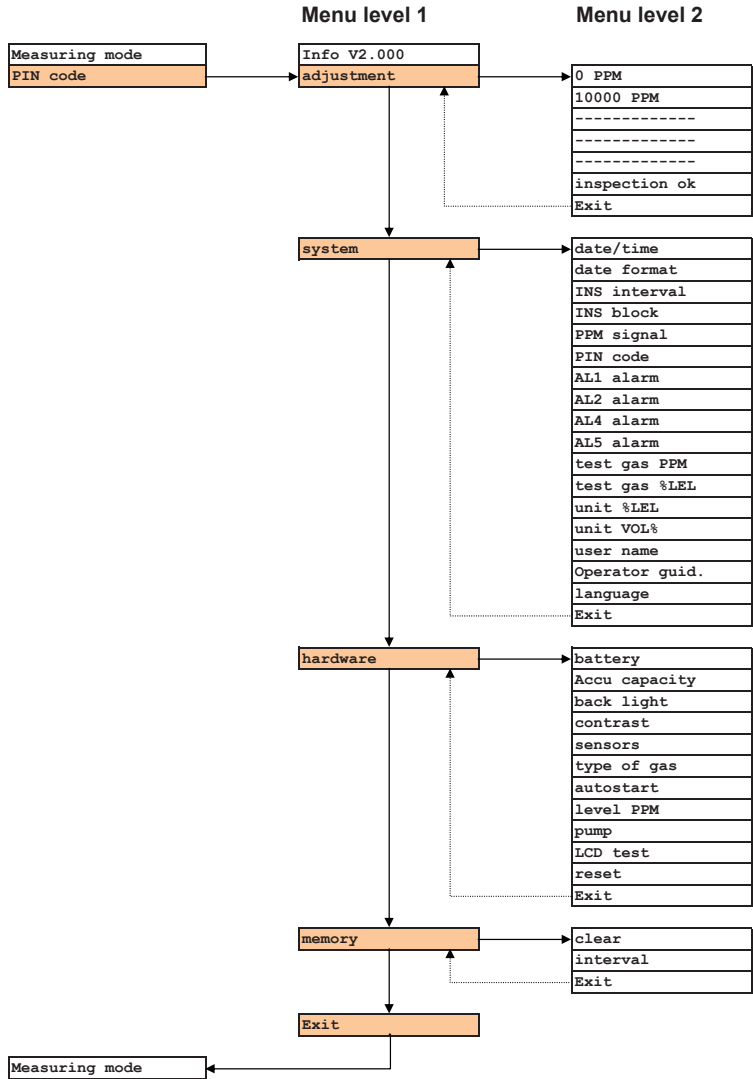 Menu level 1
Menu level 2
Measuring mode
PIN code
Info V2.000
adjustment
0 PPM
10000 PPM
-------------
-------------
-------------
inspection ok
Exit
system
date/time
date format
INS interval
INS block
PPM signal
PIN code
AL1 alarm
AL2 alarm
AL4 alarm
AL5 alarm
test gas PPM
test gas %LEL
unit %LEL
unit VOL%
user name
Operator guid.
language
Exit
hardware
battery
Accu capacity
back light
contrast
sensors
type of gas
autostart
level PPM
pump
LCD test
reset
Exit
memory
clear
interval
Exit
Exit
Measuring mode